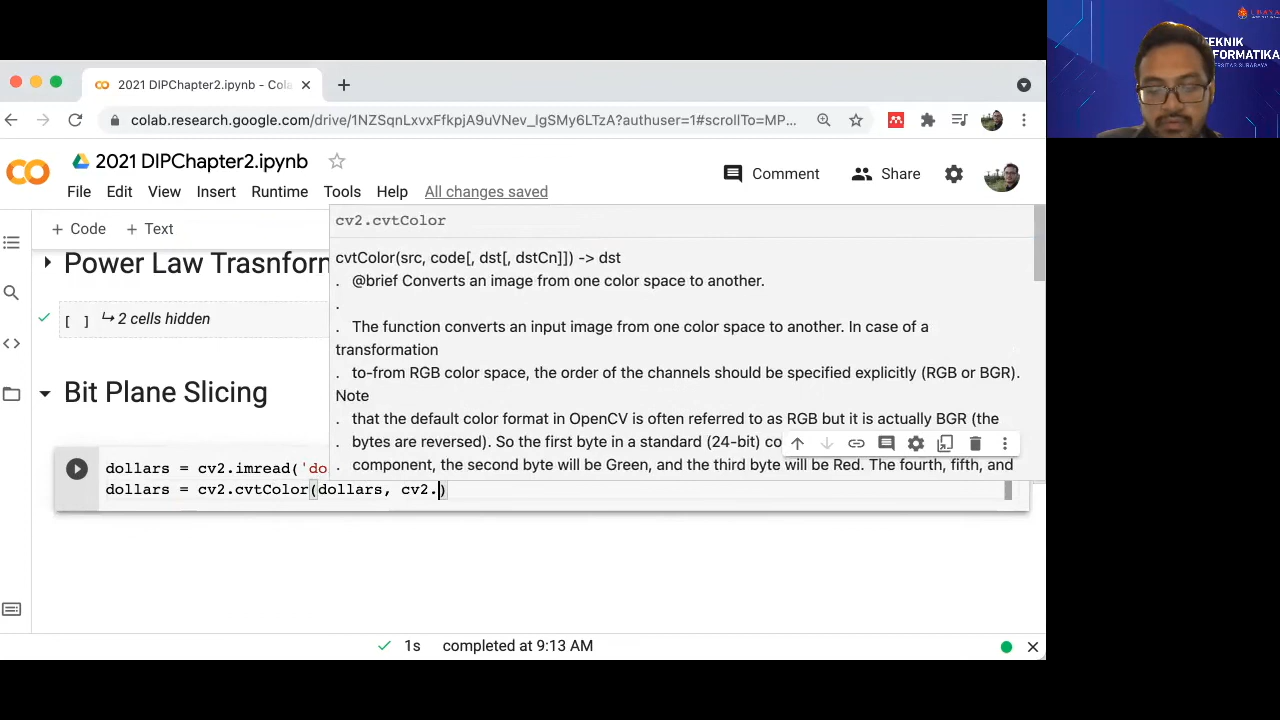 2021 DIPChapter2.ipynb - Cola
colab.research.google.com/drive/1NZSqnLxvxFfkpjA9uVNev_IgSMy6LTzA?authuser=1#scrollTo=MP...
2021 DIPChapter2.ipynb
File Edit View Insert Runtime Tools Help All changes saved
Comment Share
+ Code + Text
Power Law Trasnform
[ ] ↳ 2 cells hidden
Bit Plane Slicing
cv2.cvtColor
cvtColor(src, code[, dst[, dstCn]]) -> dst
. @brief Converts an image from one color space to another.
.
. The function converts an input image from one color space to another. In case of a
transformation
. to-from RGB color space, the order of the channels should be specified explicitly (RGB or BGR).
Note
. that the default color format in OpenCV is often referred to as RGB but it is actually BGR (the
. bytes are reversed). So the first byte in a standard (24-bit) co
. component, the second byte will be Green, and the third byte will be Red. The fourth, fifth, and
dollars = cv2.imread('do
dollars = cv2.cvtColor(dollars, cv2.)
1s completed at 9:13 AM
UBAYA
TEKNIK
INFORMATIKA
UNIVERSITAS SURABAYA